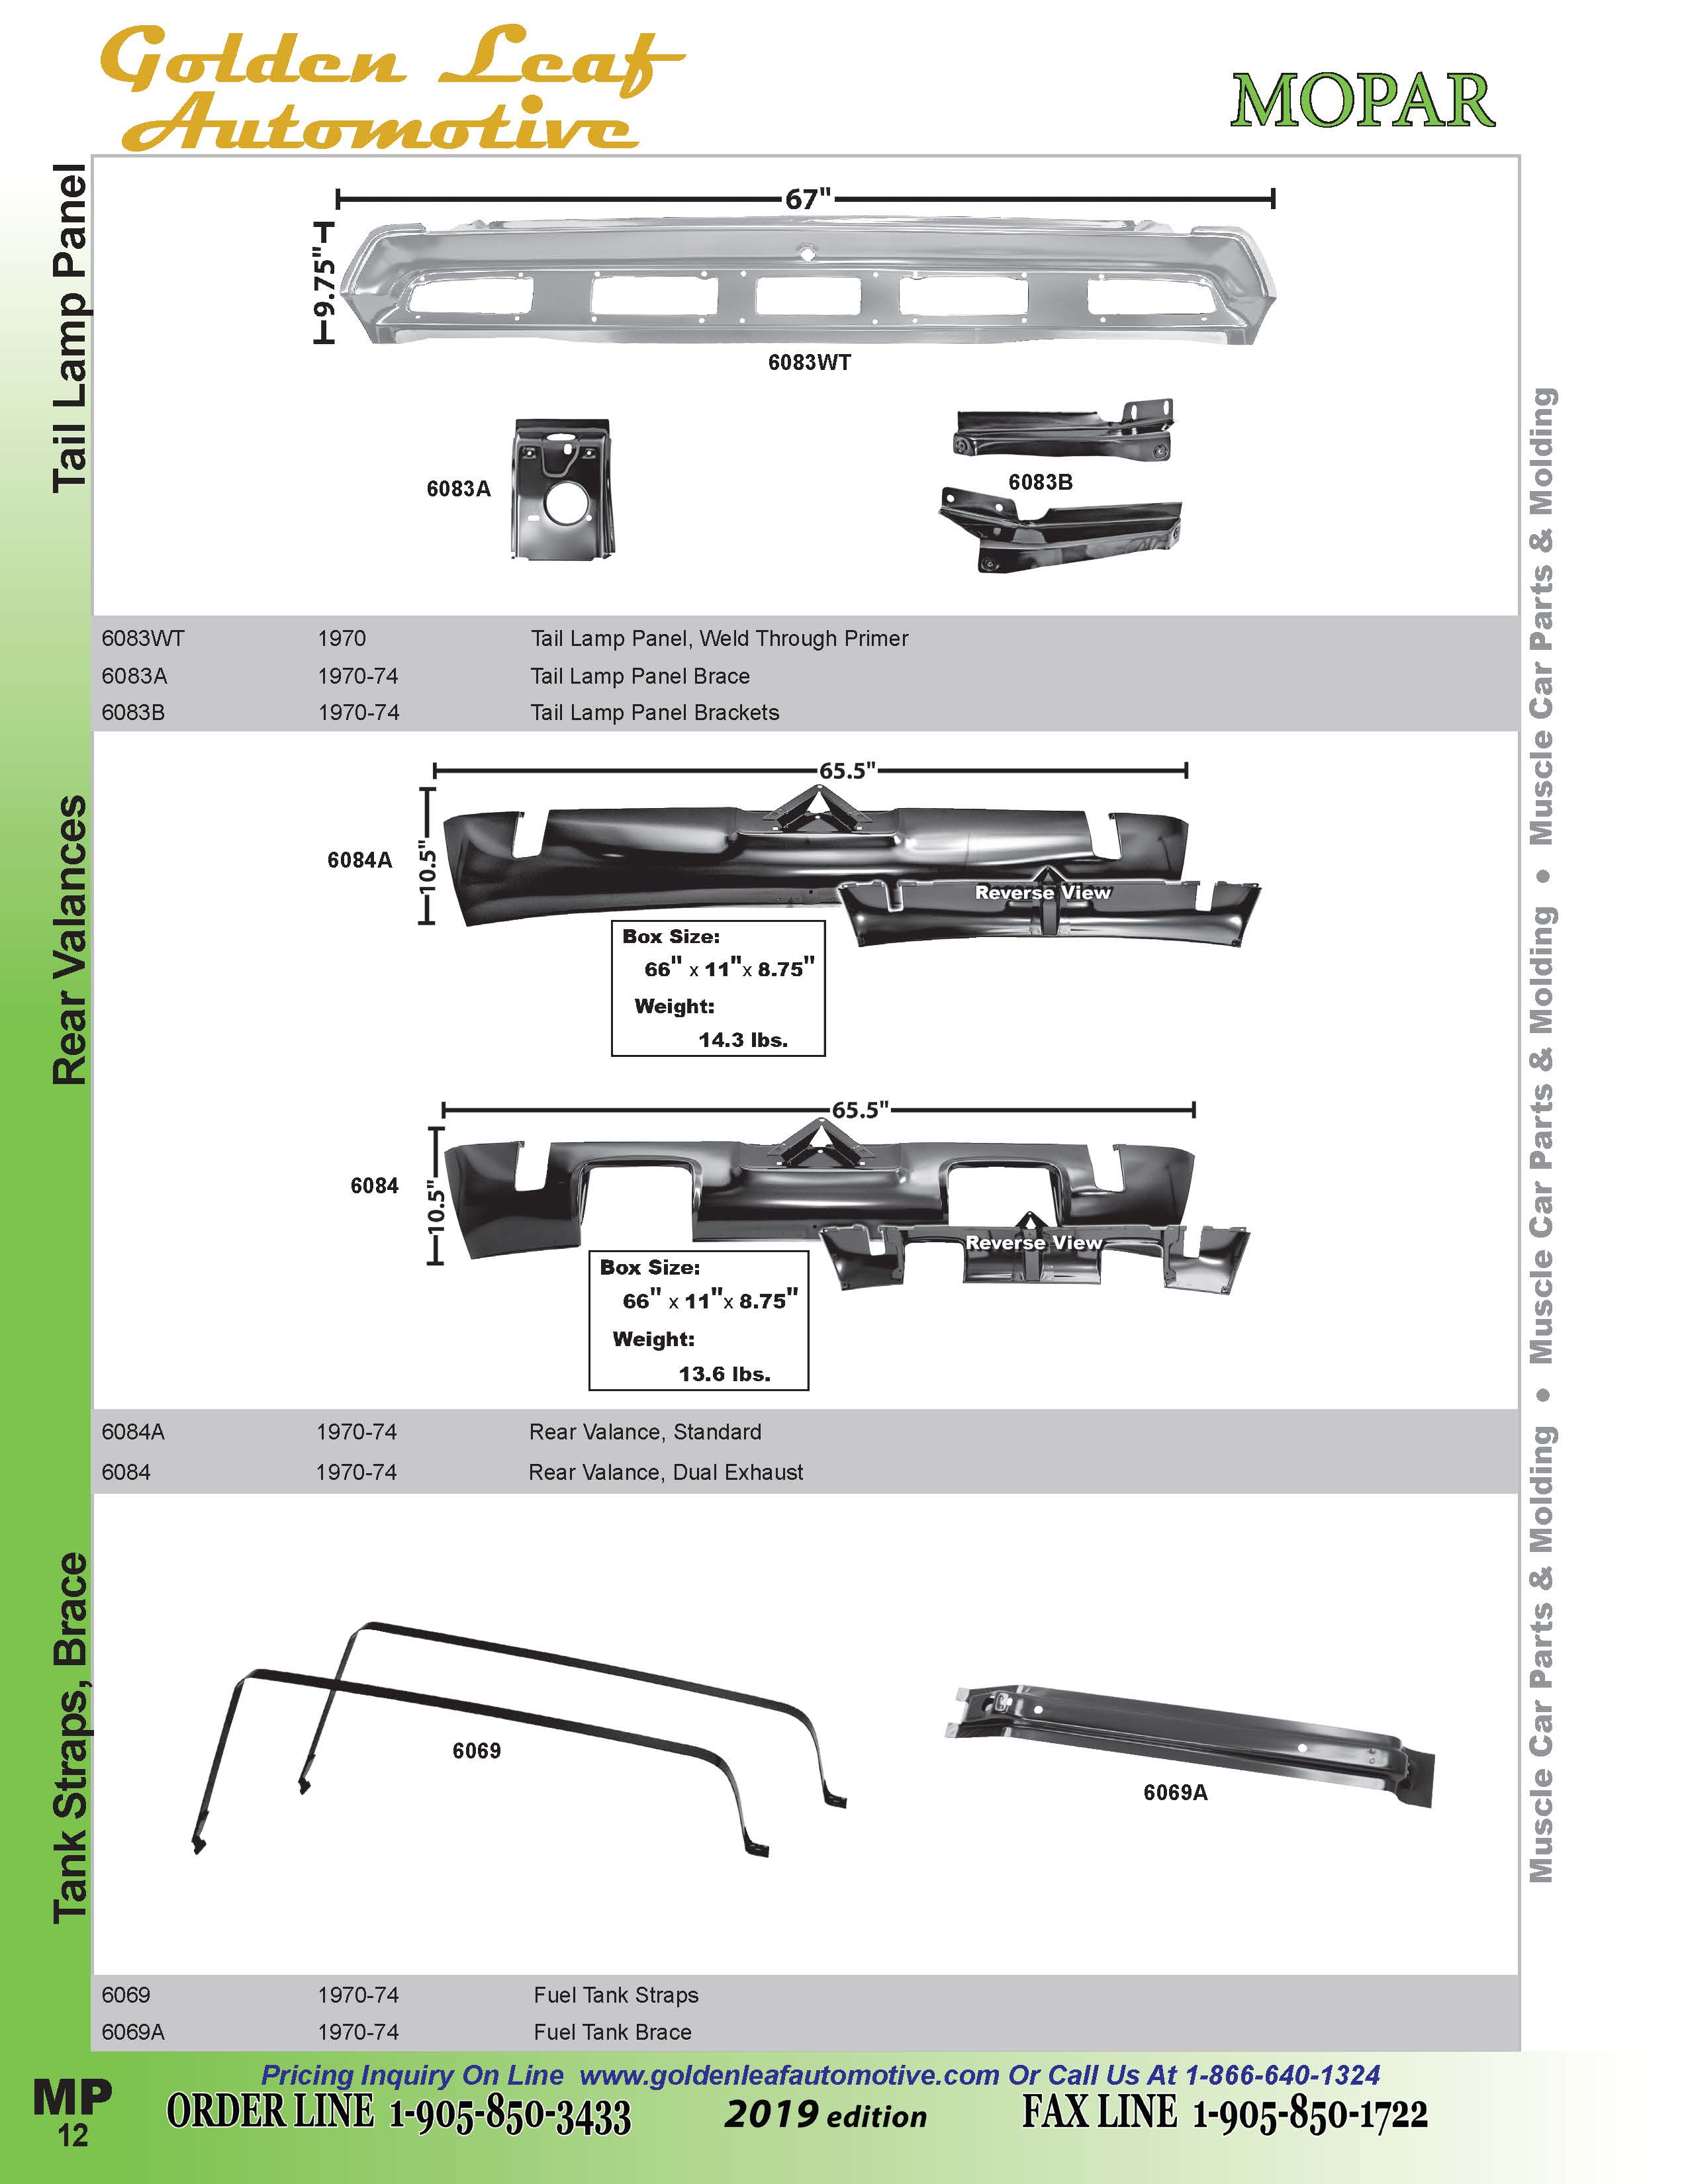 Golden Leaf
Automotive
MOPAR
Tail Lamp Panel
67"
9.75"
6083WT
6083A
6083B
6083WT 1970 Tail Lamp Panel, Weld Through Primer
6083A 1970-74 Tail Lamp Panel Brace
6083B 1970-74 Tail Lamp Panel Brackets
Rear Valances
65.5"
6084A
10.5"
Reverse View
Box Size:
66" x 11"x 8.75"
Weight:
14.3 lbs.
65.5"
6084
10.5"
Reverse View
Box Size:
66" x 11"x 8.75"
Weight:
13.6 lbs.
6084A 1970-74 Rear Valance, Standard
6084 1970-74 Rear Valance, Dual Exhaust
Tank Straps, Brace
6069
6069A
6069 1970-74 Fuel Tank Straps
6069A 1970-74 Fuel Tank Brace
Muscle Car Parts & Molding • Muscle Car Parts & Molding • Muscle Car Parts & Molding
Pricing Inquiry On Line www.goldenleafautomotive.com Or Call Us At 1-866-640-1324
MP
12
ORDER LINE 1-905-850-3433 2019 edition FAX LINE 1-905-850-1722